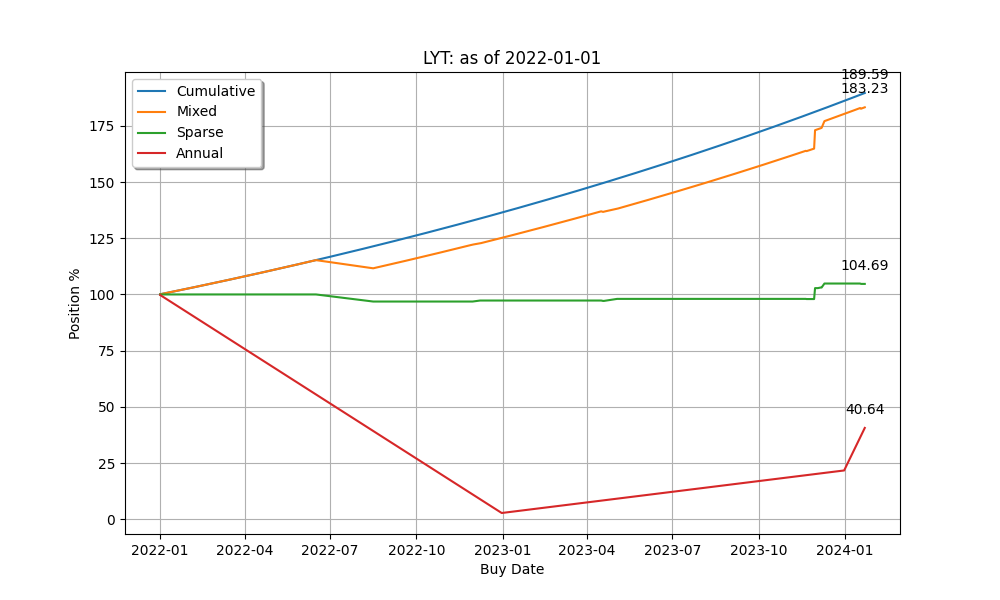 LYT: as of 2022-01-01
189.59
183.23
104.69
40.64
Cumulative
Mixed
Sparse
Annual
Position %
175
150
125
100
75
50
25
0
2022-01 2022-04 2022-07 2022-10 2023-01 2023-04 2023-07 2023-10 2024-01
Buy Date